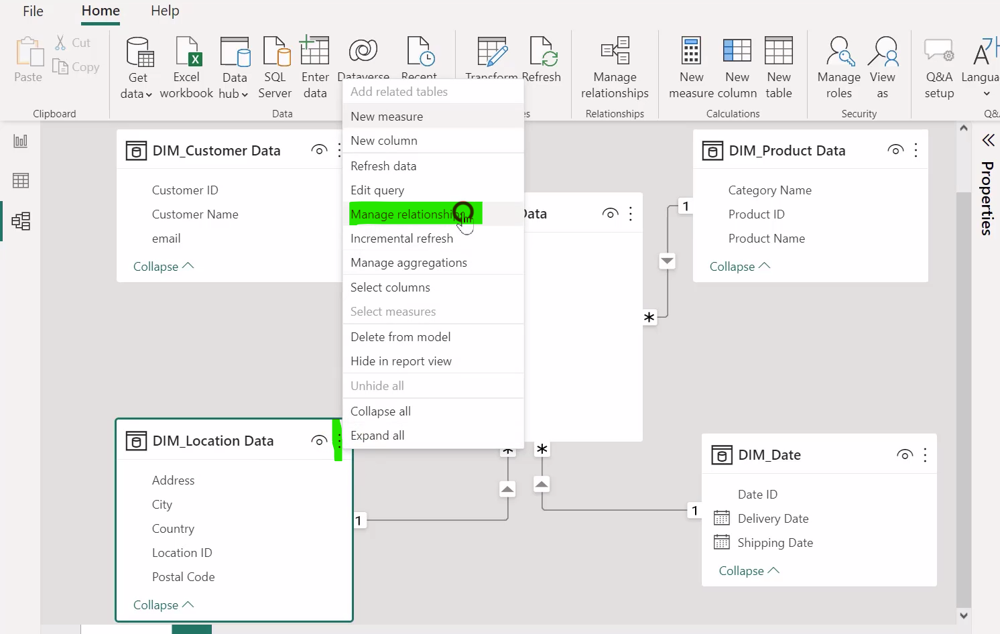 File
Home
Help
Paste
Cut
Copy
Clipboard
Get
data
Excel
workbook
Data
hub
SQL
Server
Enter
data
Dataverse
Recent
Data
Transform
Refresh
Manage
relationships
Relationships
New
measure
New
column
New
table
Calculations
Manage
roles
View
as
Security
Q&A
setup
Langua
Q&
Add related tables
New measure
New column
Refresh data
Edit query
Manage relationship
Incremental refresh
Manage aggregations
Select columns
Select measures
Delete from model
Hide in report view
Unhide all
Collapse all
Expand all
DIM_Customer Data
Customer ID
Customer Name
email
Collapse
Data
DIM_Product Data
Category Name
Product ID
Product Name
Collapse
1
*
Properties
DIM_Location Data
Address
City
Country
Location ID
Postal Code
Collapse
1
*
*
1
DIM_Date
Date ID
Delivery Date
Shipping Date
Collapse